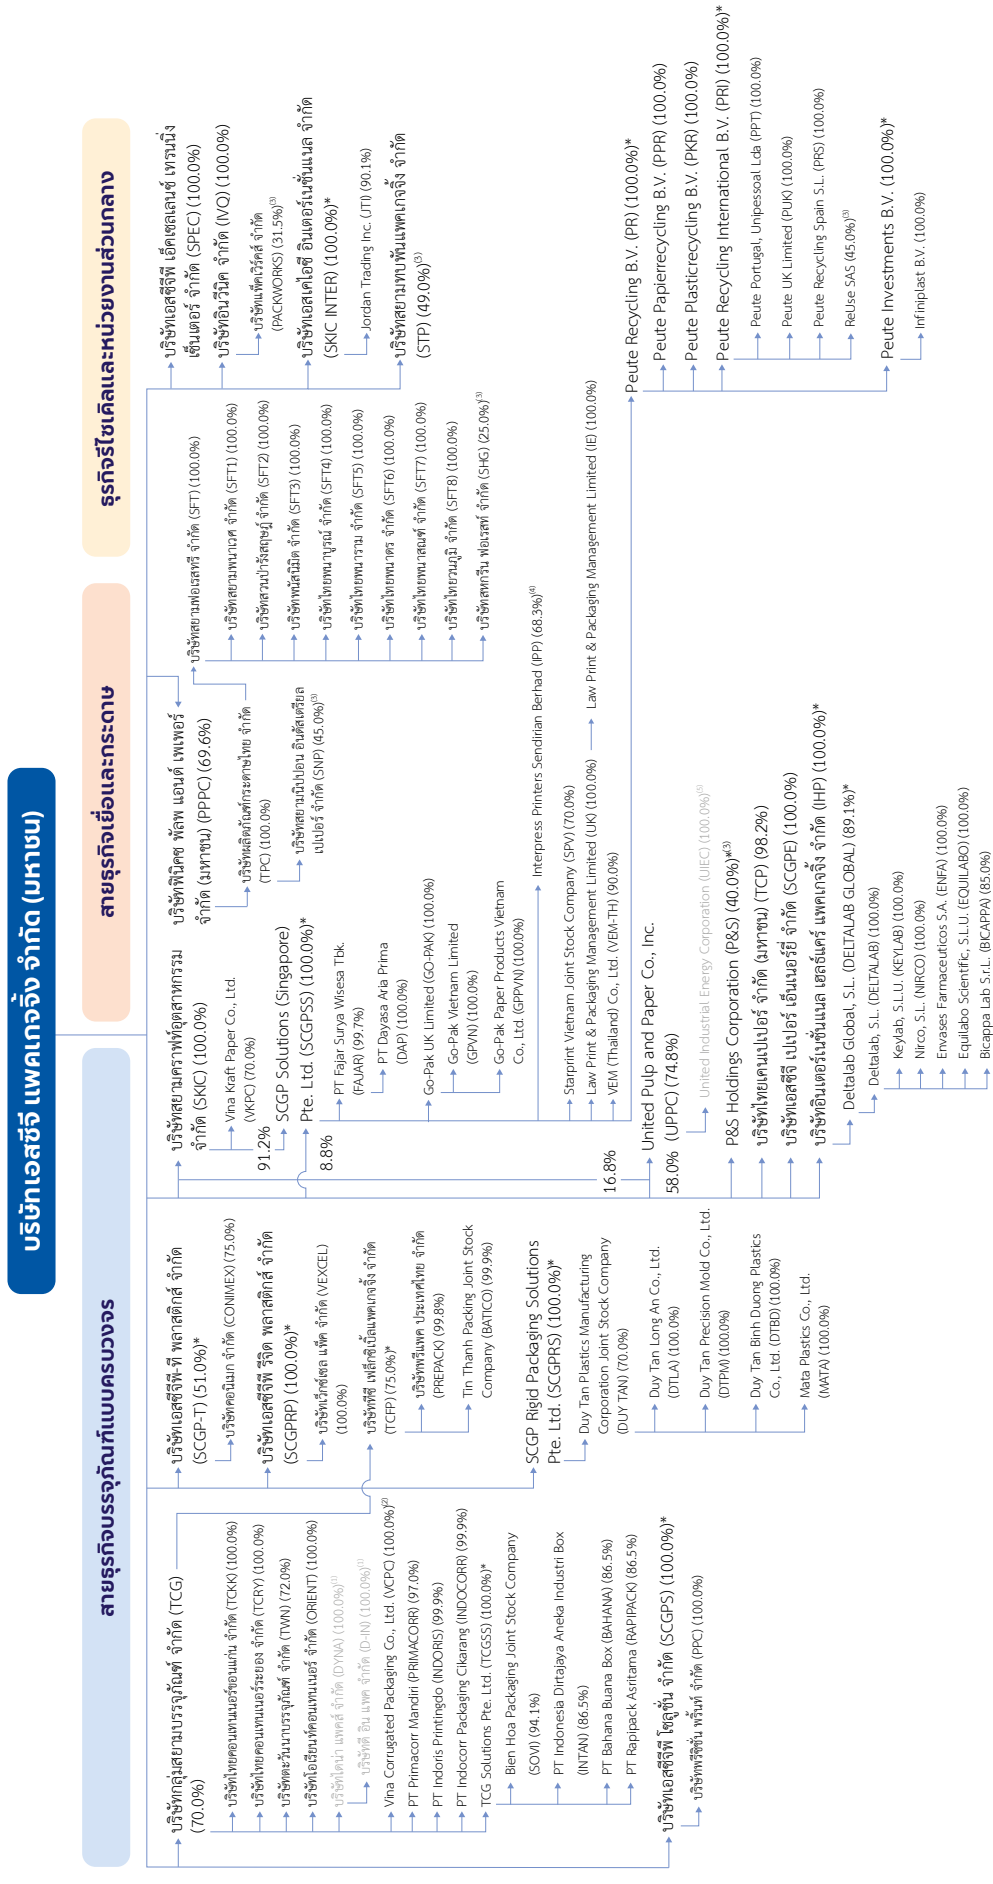 บริษัทเอสซีจี แพคเกจจิ้ง จำกัด (มหาชน)
สายธุรกิจบรรจุภัณฑ์แบบครบวงจร
บริษัทกลุ่มสยามบรรจุภัณฑ์ จำกัด (TCG)
(70.0%)
บริษัทไทยคอนเทนเนอร์ขอนแก่น จำกัด (TCKK) (100.0%)
บริษัทไทยคอนเทนเนอร์ระยอง จำกัด (TCRY) (100.0%)
บริษัทตะวันนาบรรจุภัณฑ์ จำกัด (TWN) (72.0%)
บริษัทโอเรียนท์คอนเทนเนอร์ จำกัด (ORIENT) (100.0%)
บริษัทไดน่า แพคส์ จำกัด (DYNA) (100.0%)(1)
บริษัทดี อิน แพค จำกัด (D-IN) (100.0%)(1)
Vina Corrugated Packaging Co., Ltd. (VCPC) (100.0%)(2)
PT Primacorr Mandiri (PRIMACORR) (97.0%)
PT Indoris Printingdo (INDORIS) (99.9%)
PT Indocorr Packaging Cikarang (INDOCORR) (99.9%)
TCG Solutions Pte. Ltd. (TCGSS) (100.0%)*
Bien Hoa Packaging Joint Stock Company
(SOVI) (94.1%)
PT Indonesia Dirtajaya Aneka Industri Box
(INTAN) (86.5%)
PT Bahana Buana Box (BAHANA) (86.5%)
PT Rapipack Asritama (RAPIPACK) (86.5%)
บริษัทเอสซีจีพี โซลูชั่น จำกัด (SCGPS) (100.0%)*
บริษัทพรีซิชั่น พริ้นท์ จำกัด (PPC) (100.0%)
บริษัทเอสซีจีพี-ที พลาสติกส์ จำกัด
(SCGP-T) (51.0%)*
บริษัทคอนิเมก จำกัด (CONIMEX) (75.0%)
บริษัทเอสซีจีพี ริจิด พลาสติกส์ จำกัด
(SCGPRP) (100.0%)*
บริษัทวีกซ์เซล แพ็ค จำกัด (VEXCEL)
(100.0%)
บริษัททีซี เฟล็กซิเบิ้ลแพคเกจจิ้ง จำกัด
(TCFP) (75.0%)*
บริษัทพรีแพค ประเทศไทย จำกัด
(PREPACK) (99.8%)
Tin Thanh Packing Joint Stock
Company (BATICO) (99.9%)
SCGP Rigid Packaging Solutions
Pte. Ltd. (SCGPRS) (100.0%)*
Duy Tan Plastics Manufacturing
Corporation Joint Stock Company
(DUY TAN) (70.0%)
Duy Tan Long An Co., Ltd.
(DTLA) (100.0%)
Duy Tan Precision Mold Co., Ltd.
(DTPM) (100.0%)
Duy Tan Binh Duong Plastics
Co., Ltd. (DTBD) (100.0%)
Mata Plastics Co., Ltd.
(MATA) (100.0%)
สายธุรกิจเยื่อและกระดาษ
บริษัทสยามคราฟท์อุตสาหกรรม
จำกัด (SKC) (100.0%)
Vina Kraft Paper Co., Ltd.
(VKPC) (70.0%)
91.2%
SCGP Solutions (Singapore)
Pte. Ltd. (SCGPSS) (100.0%)*
8.8%
PT Fajar Surya Wisesa Tbk.
(FAJAR) (99.7%)
PT Dayasa Aria Prima
(DAP) (100.0%)
Go-Pak UK Limited (GO-PAK) (100.0%)
Go-Pak Vietnam Limited
(GPVN) (100.0%)
Go-Pak Paper Products Vietnam
Co., Ltd. (GPPVN) (100.0%)
Interpress Printers Sendirian Berhad (IPP) (68.3%)(4)
Starprint Vietnam Joint Stock Company (SPV) (70.0%)
Law Print & Packaging Management Limited (UK) (100.0%)
Law Print & Packaging Management Limited (IE) (100.0%)
VEM (Thailand) Co., Ltd. (VEM-TH) (90.0%)
16.8%
United Pulp and Paper Co., Inc.
58.0% (UPPC) (74.8%)
United Industrial Energy Corporation (UIEC) (100.0%)(5)
P&S Holdings Corporation (P&S) (40.0%)*(3)
บริษัทไทยเคนเปเปอร์ จำกัด (มหาชน) (TCP) (98.2%)
บริษัทเอสซีจีพี เปเปอร์ เอ็นเนอร์ยี่ จำกัด (SCGPE) (100.0%)
บริษัทอินเตอร์เนชั่นแนล เฮลธ์แคร์ แพคเกจจิ้ง จำกัด (IHP) (100.0%)*
Deltalab Global, S.L. (DELTALAB GLOBAL) (89.1%)*
Deltalab, S.L. (DELTALAB) (100.0%)
Keylab, S.L.U. (KEYLAB) (100.0%)
Nirco, S.L. (NIRCO) (100.0%)
Envases Farmaceuticos S.A. (ENFA) (100.0%)
Equilabo Scientific, S.L.U. (EQUILABO) (100.0%)
Bicappa Lab S.r.L. (BICAPPA) (85.0%)
บริษัทฟินิคซ พัลพ แอนด์ เพเพอร์
จำกัด (มหาชน) (PPPC) (69.6%)
บริษัทผลิตภัณฑ์กระดาษไทย จำกัด
(TPC) (100.0%)
บริษัทสยามนิปปอน อินดัสเตรียล
เปเปอร์ จำกัด (SNP) (45.0%)(3)
บริษัทสยามฟอเรสทรี จำกัด (SFT) (100.0%)
บริษัทสยามพนาเวศ จำกัด (SFT1) (100.0%)
บริษัทสวนป่ารังสฤษฎ์ จำกัด (SFT2) (100.0%)
บริษัทพนัสนิมิต จำกัด (SFT3) (100.0%)
บริษัทไทยพนาบูรณ์ จำกัด (SFT4) (100.0%)
บริษัทไทยพนาราม จำกัด (SFT5) (100.0%)
บริษัทไทยพนาดร จำกัด (SFT6) (100.0%)
บริษัทไทยพนาสณฑ์ จำกัด (SFT7) (100.0%)
บริษัทไทยวนภูมิ จำกัด (SFT8) (100.0%)
บริษัทสหกรีน ฟอเรสท์ จำกัด (SHG) (25.0%)(3)
ธุรกิจรีไซเคิลและหน่วยงานส่วนกลาง
บริษัทเอสซีจีพี เอ็คเซลเลนซ์ เทรนนิ่ง
เซ็นเตอร์ จำกัด (SPEC) (100.0%)
บริษัทอินวีนิค จำกัด (IVQ) (100.0%)
บริษัทแพ็คเวิร์คส์ จำกัด
(PACKWORKS) (31.5%)(3)
บริษัทเอสเคไอซี อินเตอร์เนชั่นแนล จำกัด
(SKIC INTER) (100.0%)*
Jordan Trading Inc. (JTI) (90.1%)
บริษัทสยามทบพันแพคเกจจิ้ง จำกัด
(STP) (49.0%)(3)
Peute Recycling B.V. (PR) (100.0%)*
Peute Papierrecycling B.V. (PPR) (100.0%)
Peute Plasticrecycling B.V. (PKR) (100.0%)
Peute Recycling International B.V. (PRI) (100.0%)*
Peute Portugal, Unipessoal Lda (PPT) (100.0%)
Peute UK Limited (PUK) (100.0%)
Peute Recycling Spain S.L. (PRS) (100.0%)
ReUse SAS (45.0%)(3)
Peute Investments B.V. (100.0%)*
Infiniplast B.V. (100.0%)